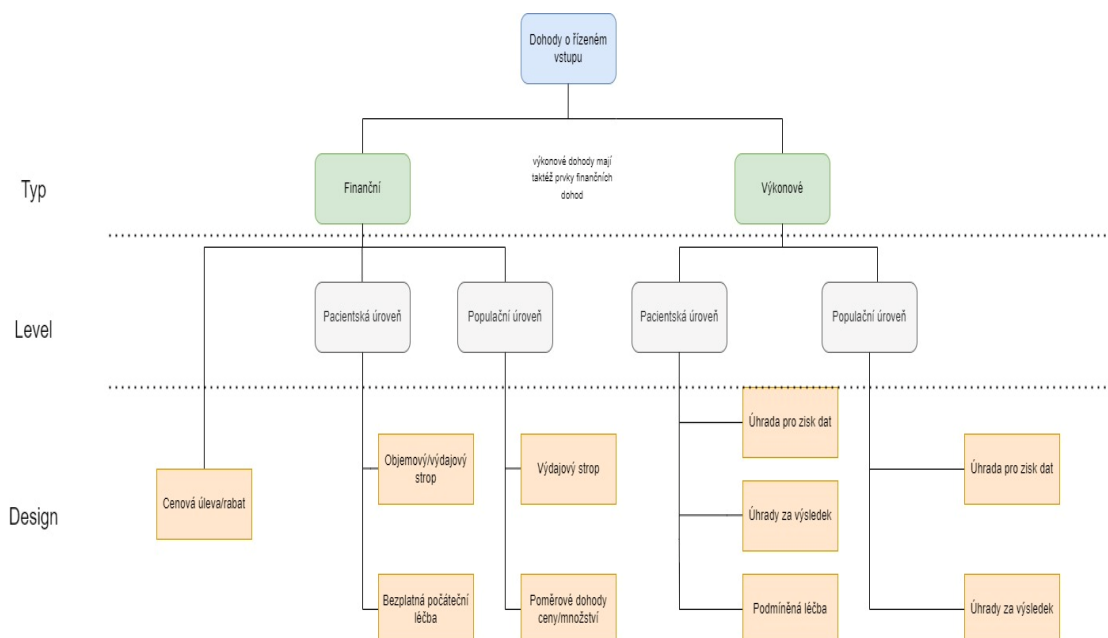 Dohody o řízeném
vstupu
Typ
Finanční
výkonové dohody mají
taktéž prvky finančních
dohod
Výkonově
Level
Pacientská úroveň
Populační úroveň
Pacientská úroveň
Populační úroveň
Design
Cenová úleva/rabat
Objemový/výdajový
strop
Výdajový strop
Úhrada pro zisk dat
Úhrada pro zisk dat
Úhrady za výsledek
Bezplatná počáteční
léčba
Poměrové dohody
ceny/množství
Podmíněná léčba
Úhrady za výsledek